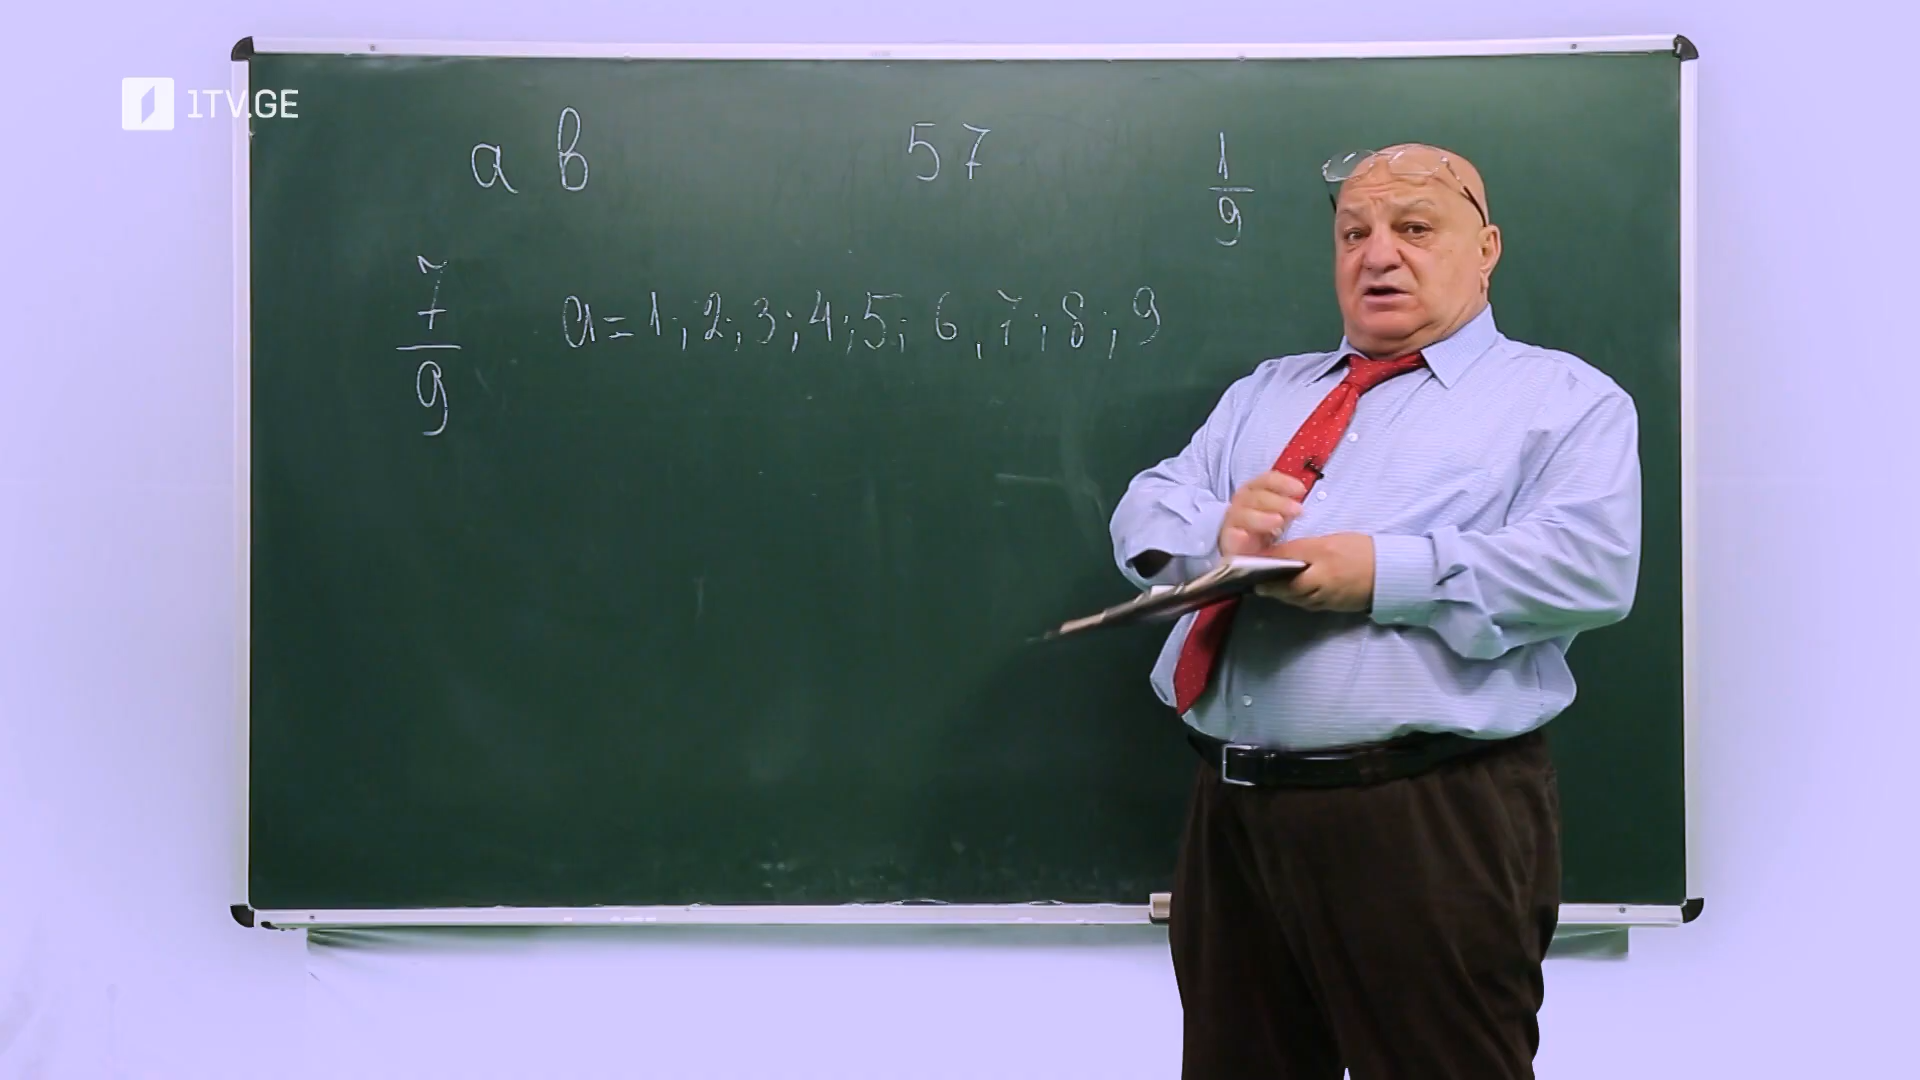 1TV.GE
a в
57
1/9
7/9
a = 1; 2; 3; 4; 5; 6, 7; 8; 9